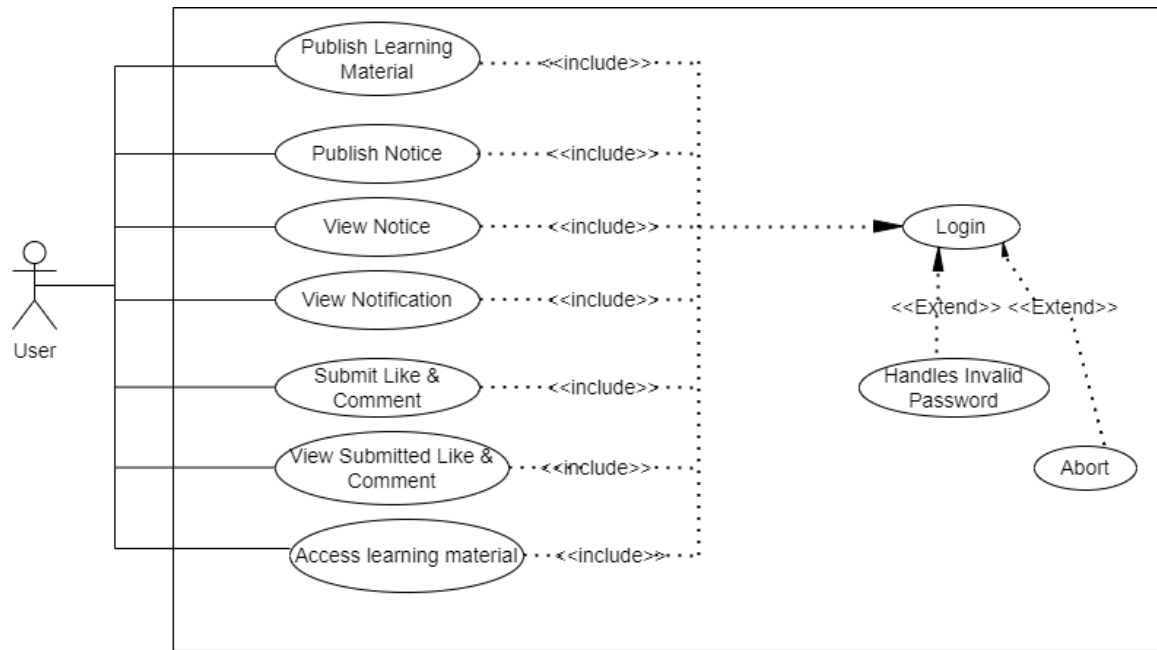 Publish Learning
Material
<<include>>
Publish Notice
<<include>>
View Notice
<<include>>
Login
View Notification
<<include>>
<<Extend>>
<<Extend>>
User
Submit Like &
Comment
<<include>>
Handles Invalid
Password
View Submitted Like &
Comment
<<include>>
Abort
Access learning material
<<include>>